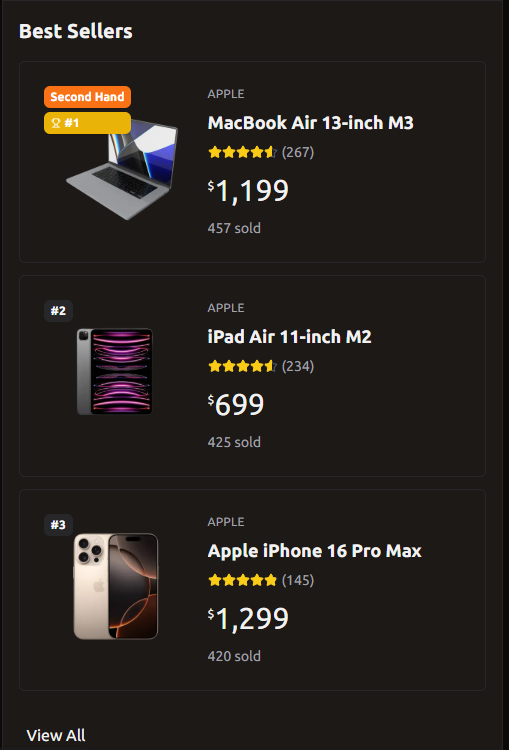 Best Sellers
Second Hand
#1
APPLE
MacBook Air 13-inch M3
(267)
$1,199
457 sold
#2
APPLE
iPad Air 11-inch M2
(234)
$699
425 sold
#3
APPLE
Apple iPhone 16 Pro Max
(145)
$1,299
420 sold
View All